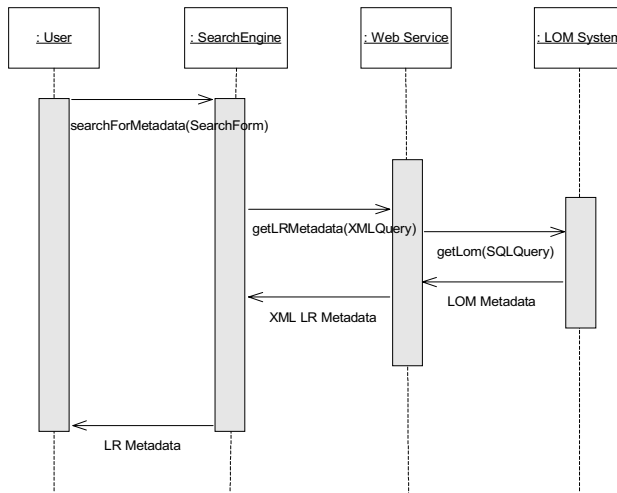 : User
: SearchEngine
: Web Service
: LOM System
searchForMetadata(SearchForm)
getLRMetadata(XMLQuery)
getLom(SQLQuery)
LOM Metadata
XML LR Metadata
LR Metadata